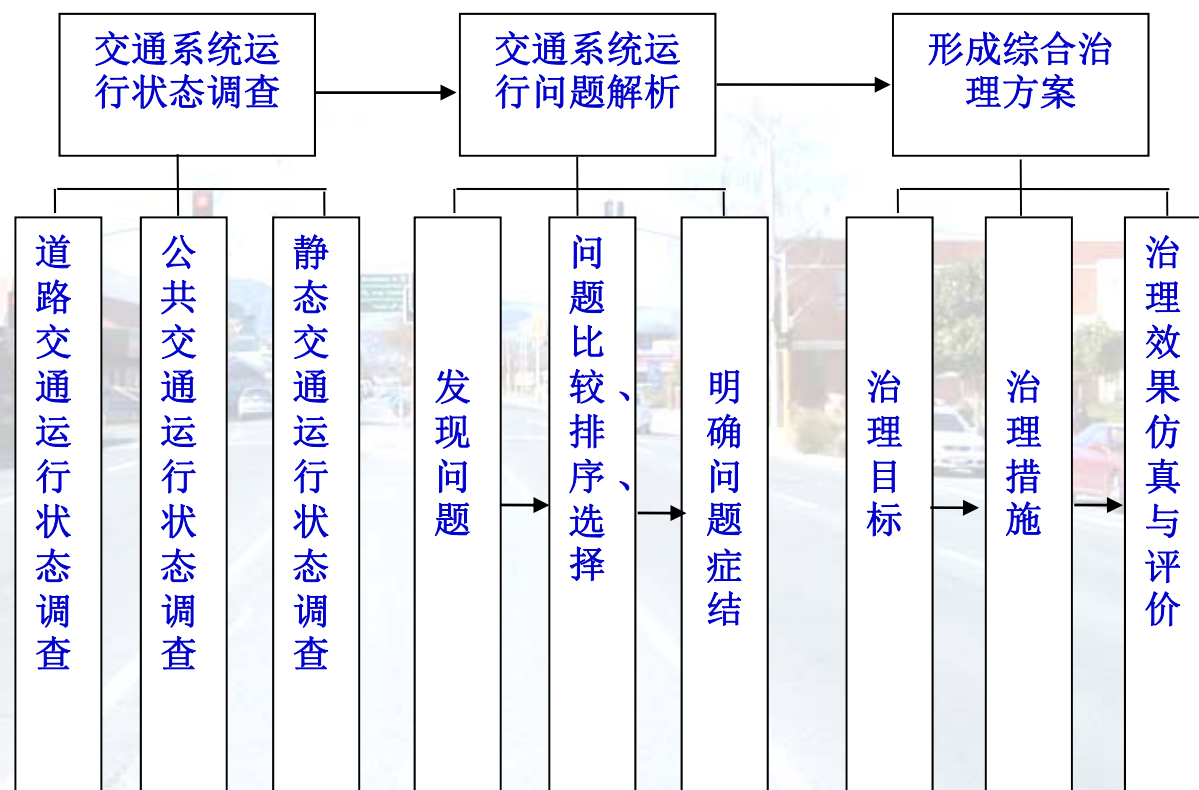 交通系统运
行状态调查
交通系统运
行问题解析
形成综合治
理方案
道路交通运行状态调查
公共交通运行状态调查
静态交通运行状态调查
发现问题
问题比较、排序、选择
明确问题症结
治理目标
治理措施
治理效果仿真与评价